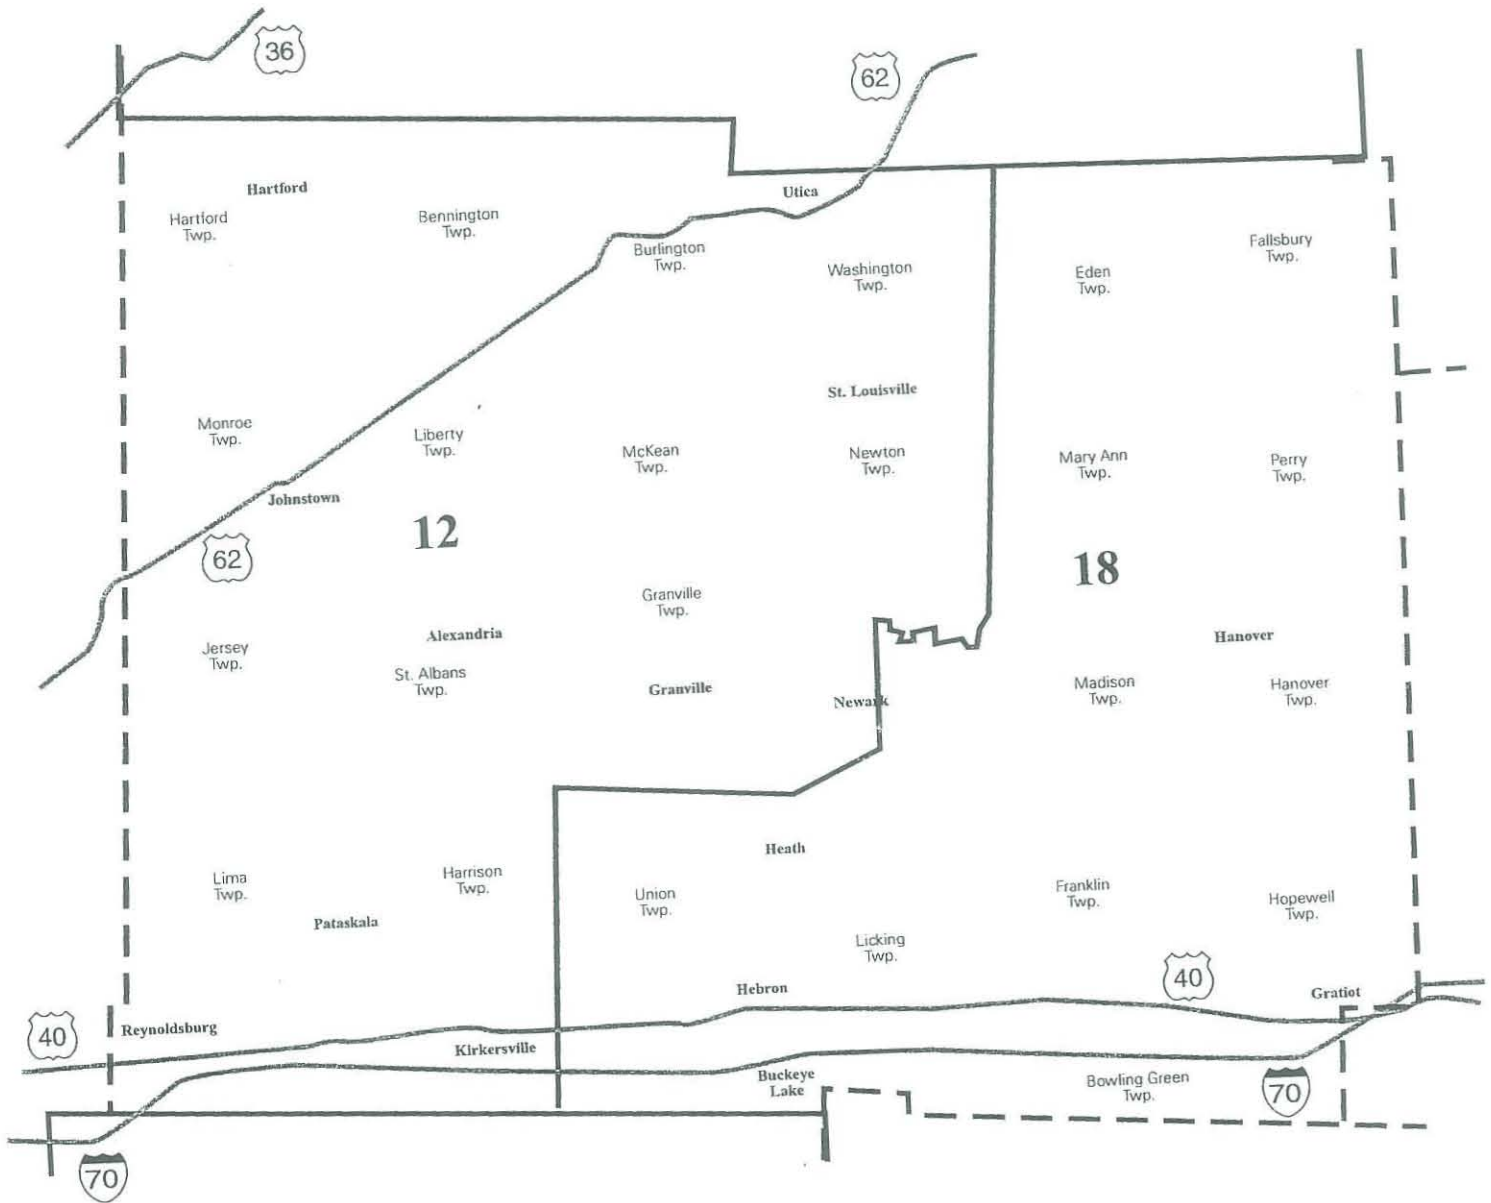 36
62
Hartford
Utica
Hartford
Twp.
Bennington
Twp.
Burlington
Twp.
Washington
Twp.
Eden
Twp.
Fallsbury
Twp.
St. Louisville
Monroe
Twp.
Liberty
Twp.
McKean
Twp.
Newton
Twp.
Mary Ann
Twp.
Perry
Twp.
Johnstown
12
62
18
Granville
Twp.
Alexandria
Hanover
Jersey
Twp.
St. Albans
Twp.
Granville
Newark
Madison
Twp.
Hanover
Twp.
Heath
Lima
Twp.
Harrison
Twp.
Union
Twp.
Franklin
Twp.
Hopewell
Twp.
Pataskala
Licking
Twp.
Hebron
40
Gratiot
40
Reynoldsburg
Kirkersville
Buckeye
Lake
Bowling Green
Twp.
70
70